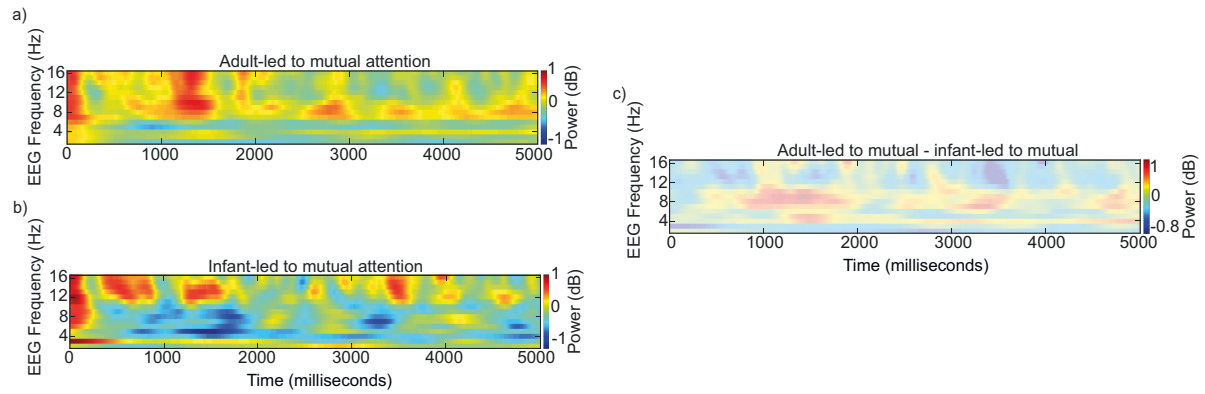 a)
Adult-led to mutual attention
EEG Frequency (Hz)
16
12
8
4
0 1000 2000 3000 4000 5000
1
0
-1
Power (dB)
b)
Infant-led to mutual attention
EEG Frequency (Hz)
16
12
8
4
0 1000 2000 3000 4000 5000
Time (milliseconds)
1
0
-1
Power (dB)
c)
Adult-led to mutual - infant-led to mutual
EEG Frequency (Hz)
16
12
8
4
0 1000 2000 3000 4000 5000
Time (milliseconds)
1
0
-0.8
Power (dB)